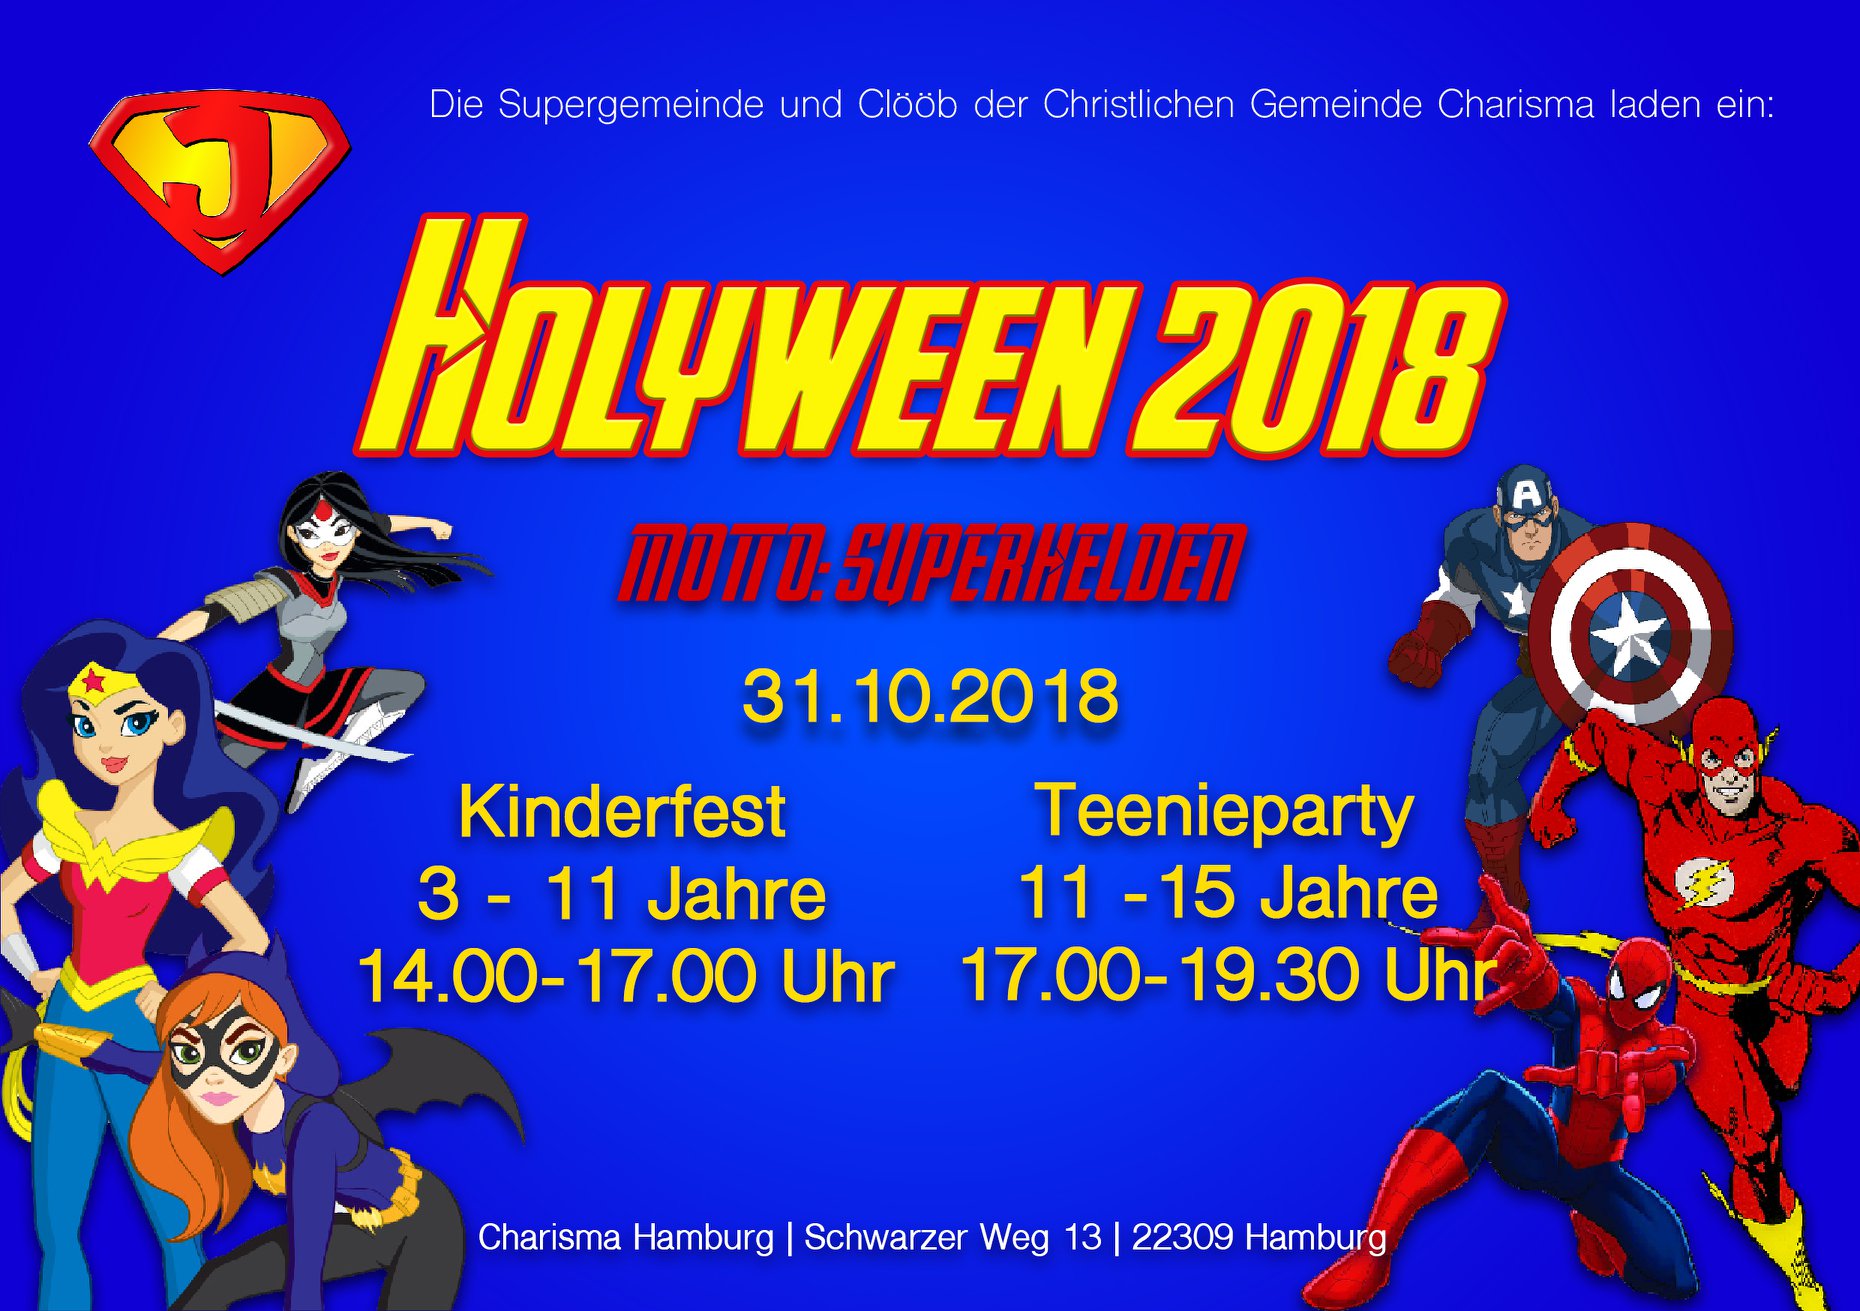 Die Supergemeinde und Clööb der Christlichen Gemeinde Charisma laden ein:
J
HOLYWEEN 2018
MOTTO: SUPERHELDEN
31.10.2018
Kinderfest
3 - 11 Jahre
14.00-17.00 Uhr
Teenieparty
11 -15 Jahre
17.00-19.30 Uhr
A
Charisma Hamburg | Schwarzer Weg 13 | 22309 Hamburg